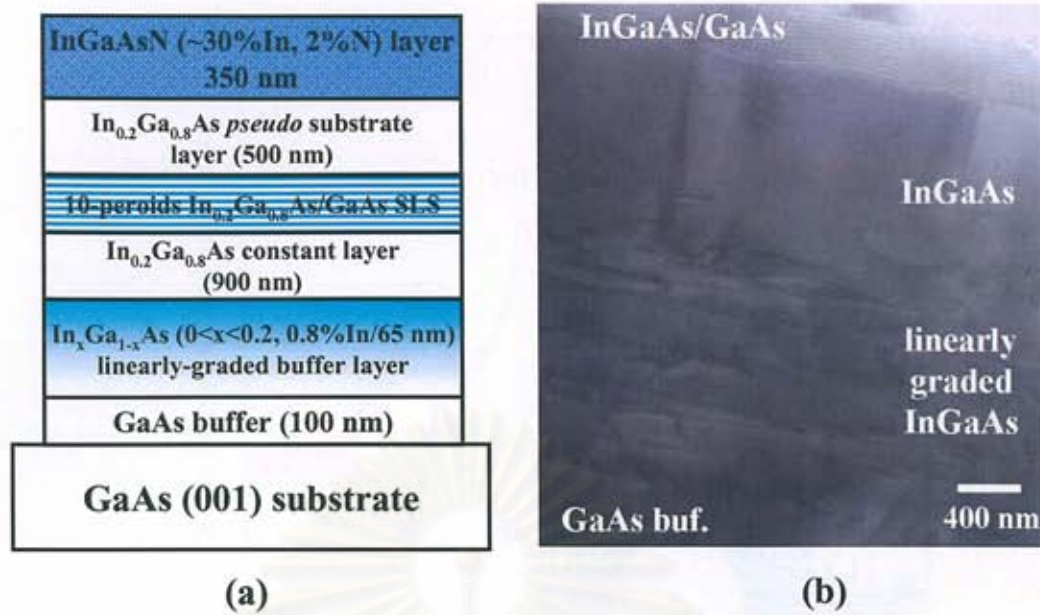 InGaAsN (~30%In, 2%N) layer
350 nm
In0.2Ga0.8As pseudo substrate
layer (500 nm)
10-peroids In0.2Ga0.8As/GaAs SLS
In0.2Ga0.8As constant layer
(900 nm)
InxGa1-xAs (0<x<0.2, 0.8%In/65 nm)
linearly-graded buffer layer
GaAs buffer (100 nm)
GaAs (001) substrate
(a)
InGaAs/GaAs
InGaAs
linearly
graded
InGaAs
400 nm
GaAs buf.
(b)